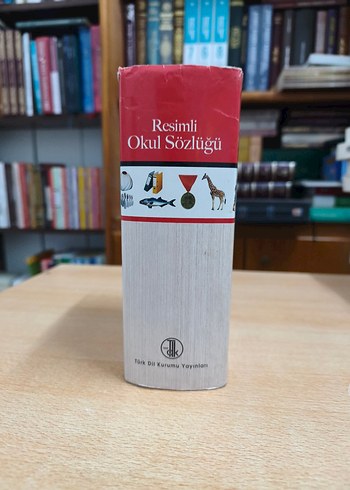 Resimli
Okul Sözlüğü
Türk Dil Kurumu Yayınları